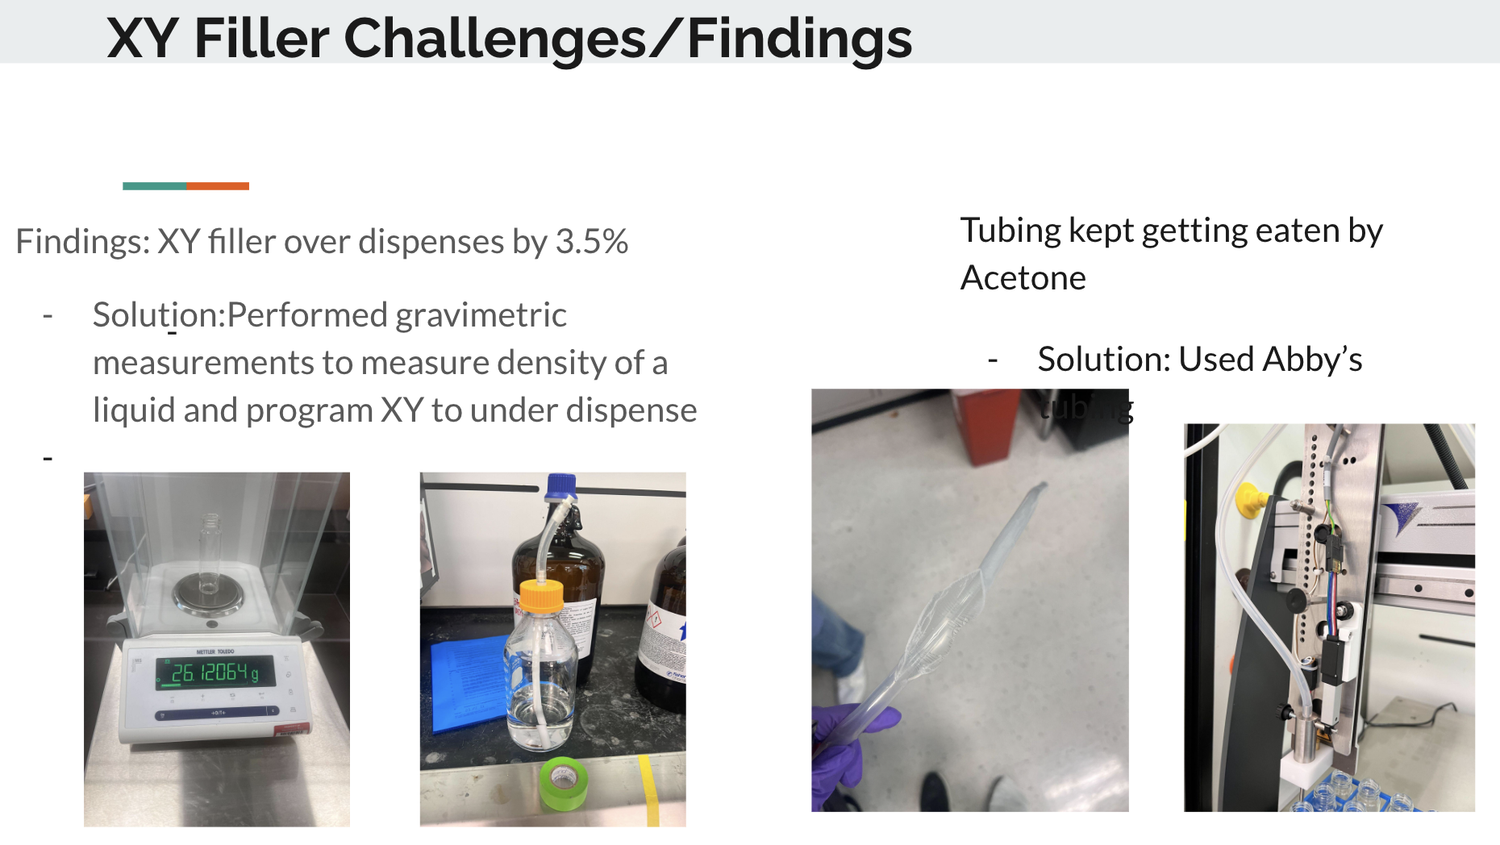 XY Filler Challenges/Findings
Findings: XY filler over dispenses by 3.5%
- Solution:Performed gravimetric
-
measurements to measure density of a
liquid and program XY to under dispense
-
Tubing kept getting eaten by
Acetone
- Solution: Used Abby’s
tubing
METTLER TOLEDO
26.12064 g
→0/T←